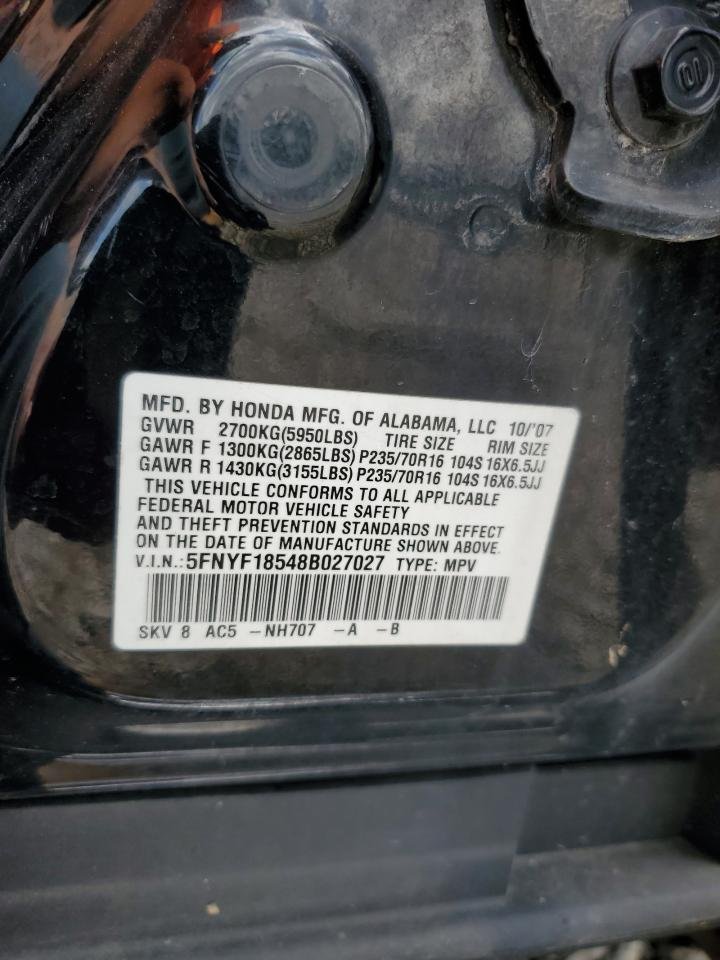 MFD. BY HONDA MFG. OF ALABAMA, LLC 10/'07
GVWR 2700KG(5950LBS) TIRE SIZE RIM SIZE
GAWR F 1300KG(2865LBS) P235/70R16 104S 16X6.5JJ
GAWR R 1430KG(3155LBS) P235/70R16 104S 16X6.5JJ
THIS VEHICLE CONFORMS TO ALL APPLICABLE
FEDERAL MOTOR VEHICLE SAFETY
AND THEFT PREVENTION STANDARDS IN EFFECT
ON THE DATE OF MANUFACTURE SHOWN ABOVE.
V.I.N.: 5FNYF18548B027027 TYPE: MPV
SKV 8 AC5 -NH707 -A -B